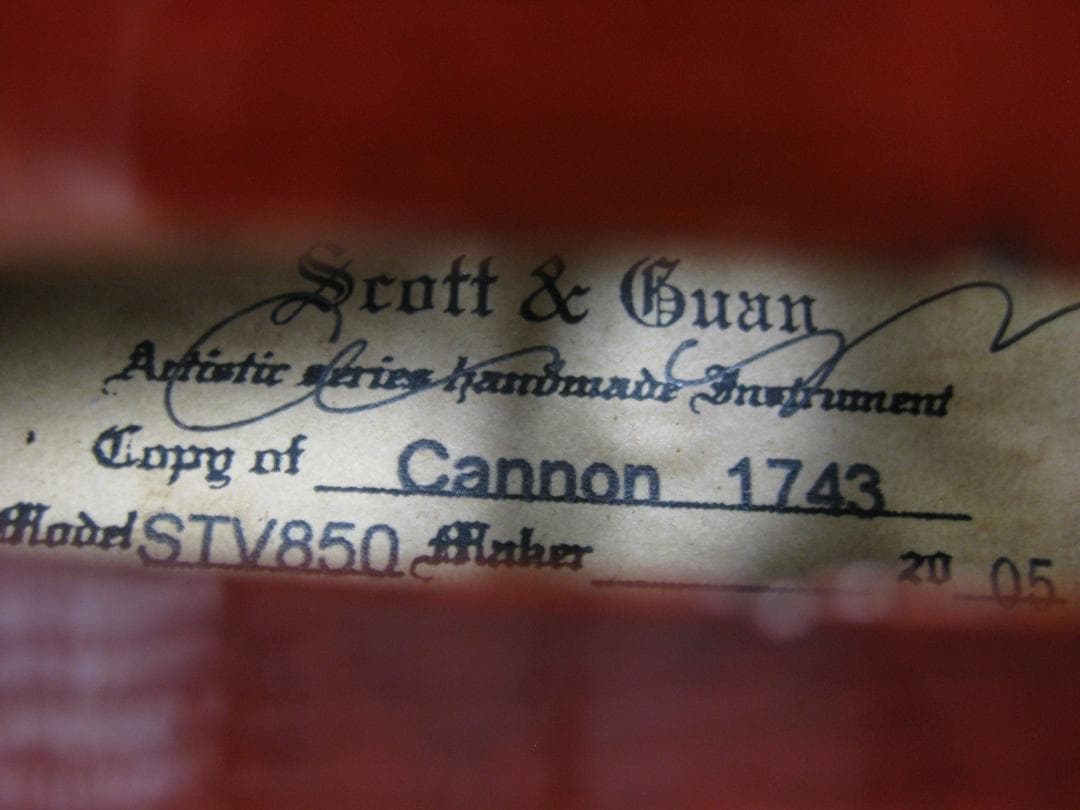 Scott & Guan
Artistic series handmade Instrument
Copy of Cannon 1743
Model STV850 Maker 20 05